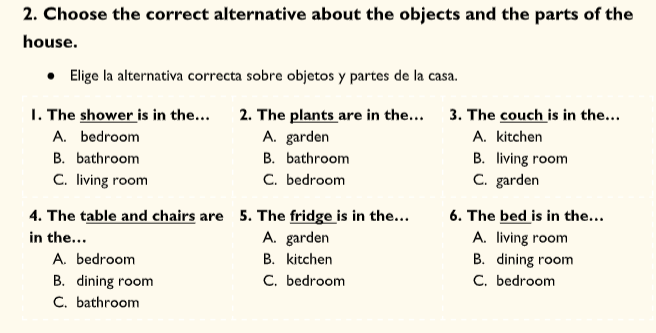 2. Choose the correct alternative about the objects and the parts of the
house.
• Elige la alternativa correcta sobre objetos y partes de la casa.
1. The shower is in the...
A. bedroom
B. bathroom
C. living room
2. The plants are in the...
A. garden
B. bathroom
C. bedroom
3. The couch is in the...
A. kitchen
B. living room
C. garden
4. The table and chairs are
in the...
A. bedroom
B. dining room
C. bathroom
5. The fridge is in the...
A. garden
B. kitchen
C. bedroom
6. The bed is in the...
A. living room
B. dining room
C. bedroom